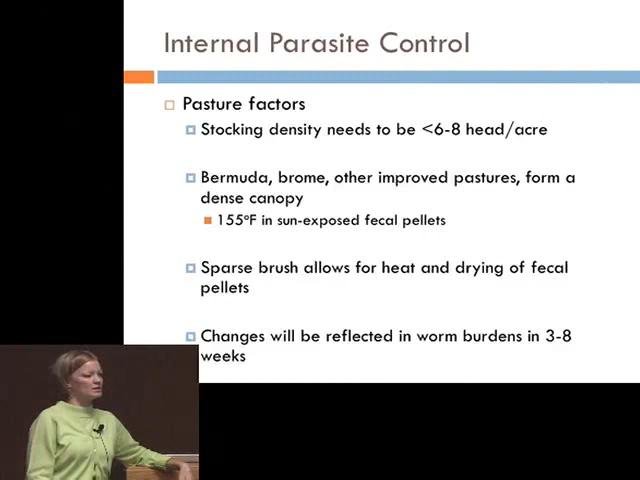 Internal Parasite Control
Pasture factors
Stocking density needs to be <6-8 head/acre
Bermuda, brome, other improved pastures, form a
dense canopy
155°F in sun-exposed fecal pellets
Sparse brush allows for heat and drying of fecal
pellets
Changes will be reflected in worm burdens in 3-8
weeks